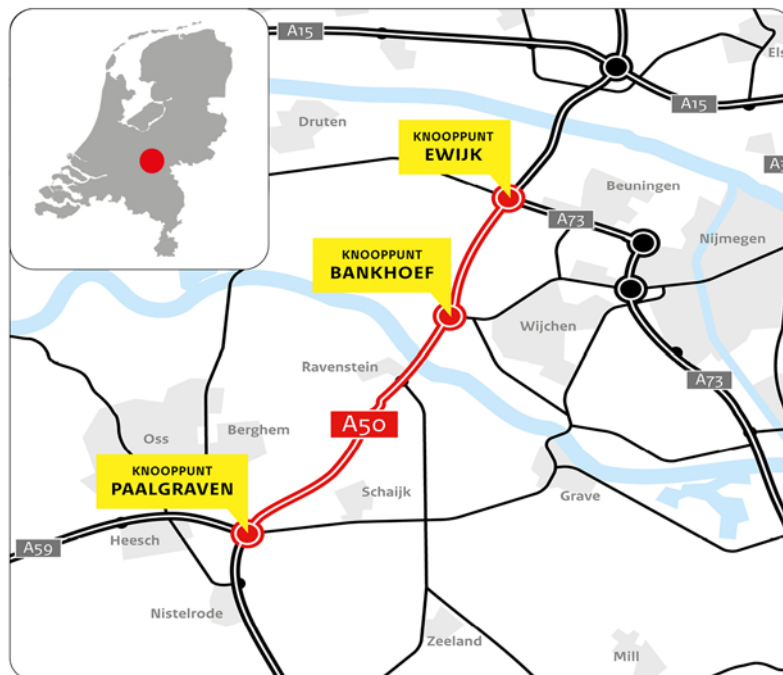 A15
Els
A15
Druten
KNOOPPUNT
EWIJK
A73
Beuningen
Nijmegen
KNOOPPUNT
BANKHOEF
Wijchen
Ravenstein
A73
A50
Oss
Berghem
KNOOPPUNT
PAALGRAVEN
Schaijk
Grave
A59
Heesch
Nistelrode
Zeeland
Mill